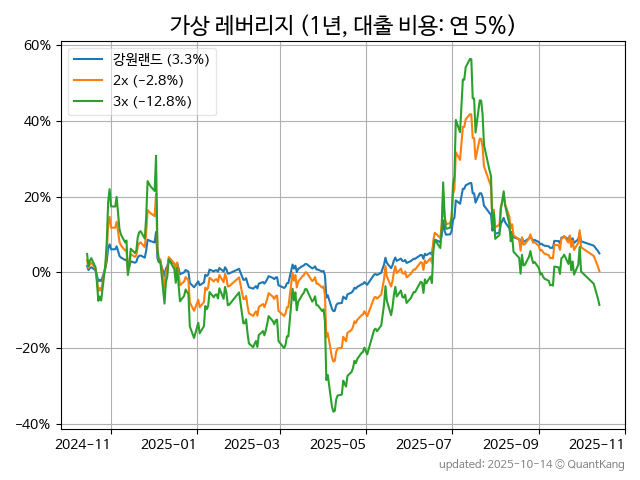 가상 레버리지 (1년, 대출 비용: 연 5%)
강원랜드 (3.3%)
2x (−2.8%)
3x (−12.8%)
60%
40%
20%
0%
−20%
−40%
2024-11 2025-01 2025-03 2025-05 2025-07 2025-09 2025-11
updated: 2025-10-14 © QuantKang